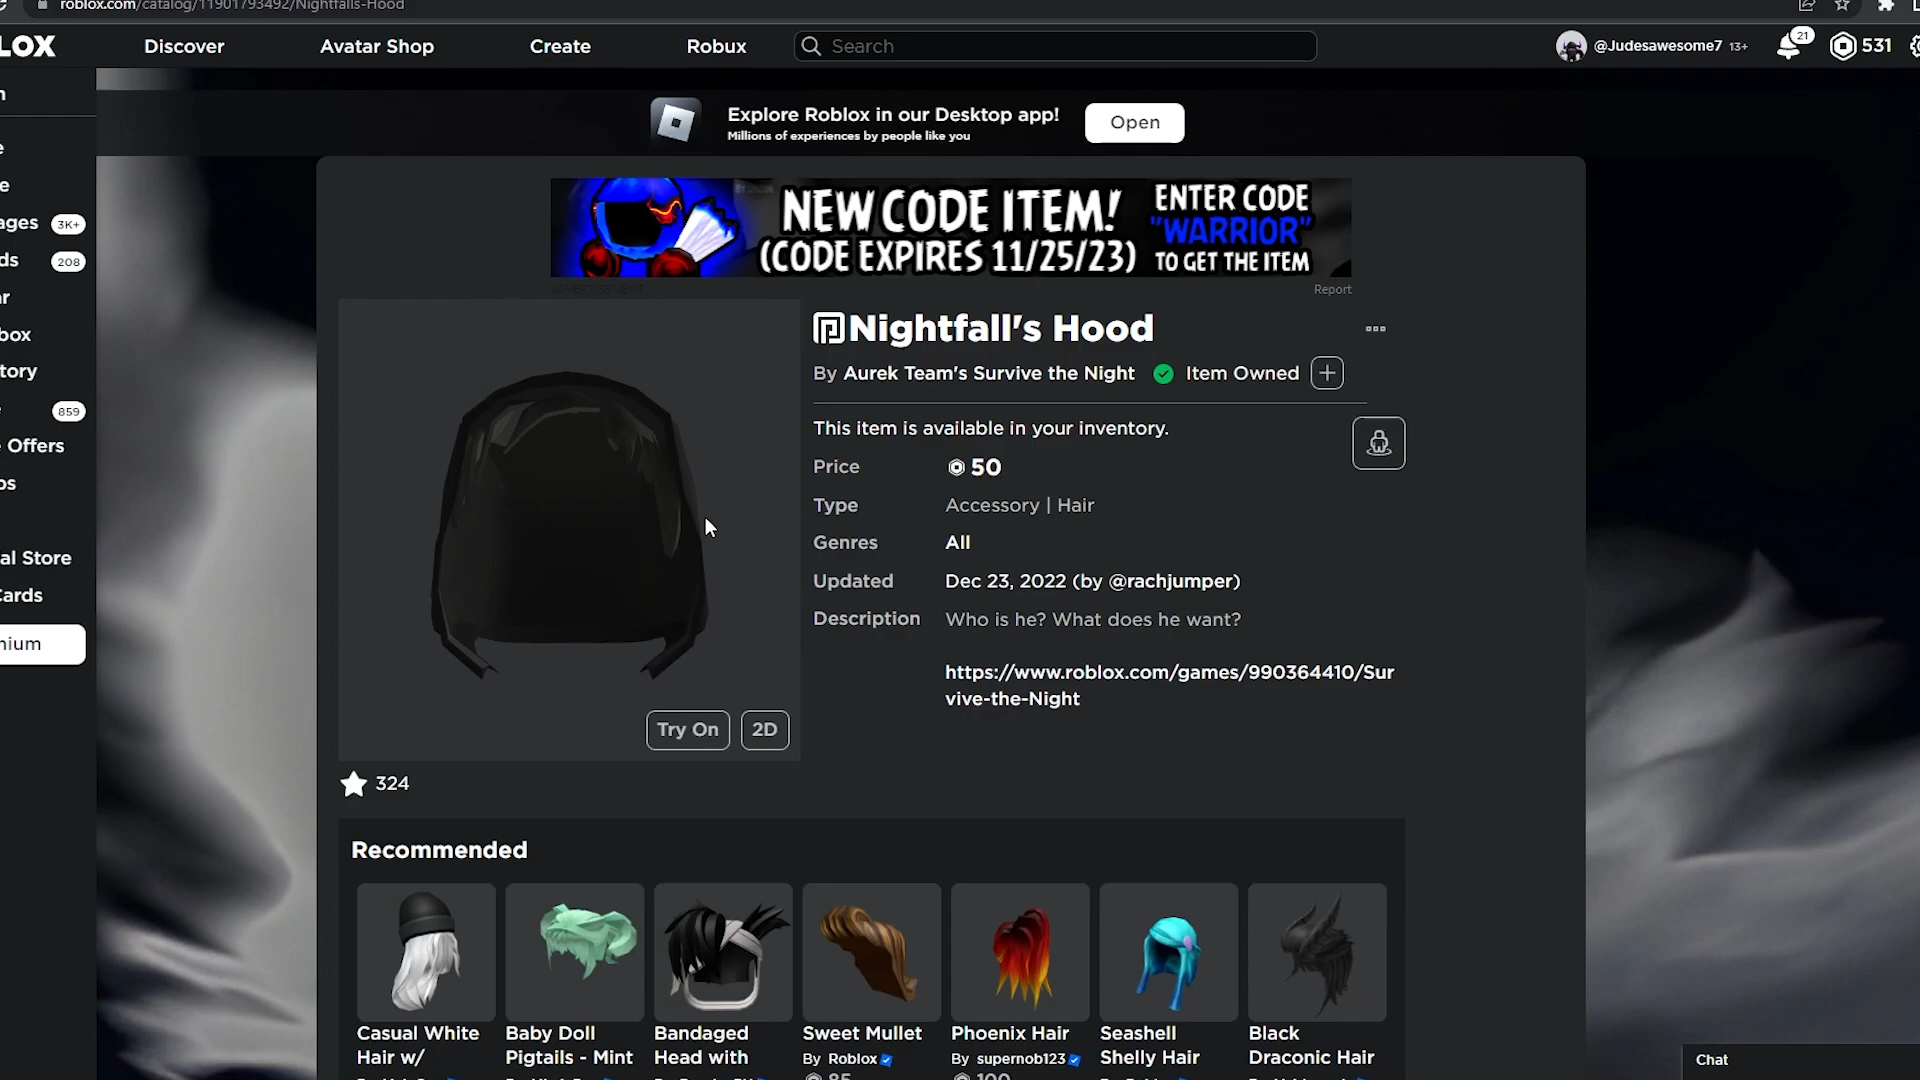 roblox.com/catalog/11901793492/Nightfalls-Hood
LOX
Discover
Avatar Shop
Create
Robux
Search
@Judesawesome7 13+
21
531
Explore Roblox in our Desktop app!
Millions of experiences by people like you
Open
ages 3K+
ds 208
ar
box
tory
859
Offers
os
al Store
Cards
nium
NEW CODE ITEM!
(CODE EXPIRES 11/25/23)
ENTER CODE
"WARRIOR"
TO GET THE ITEM
ADVERTISEMENT
Report
Nightfall's Hood
By Aurek Team's Survive the Night
Item Owned
This item is available in your inventory.
Price 50
Type Accessory | Hair
Genres All
Updated Dec 23, 2022 (by @rachjumper)
Description Who is he? What does he want?
https://www.roblox.com/games/990364410/Sur
vive-the-Night
Try On
2D
324
Recommended
Casual White
Hair w/
Baby Doll
Pigtails - Mint
Bandaged
Head with
Sweet Mullet
By Roblox
85
Phoenix Hair
By supernob123
100
Seashell
Shelly Hair
Black
Draconic Hair
Chat